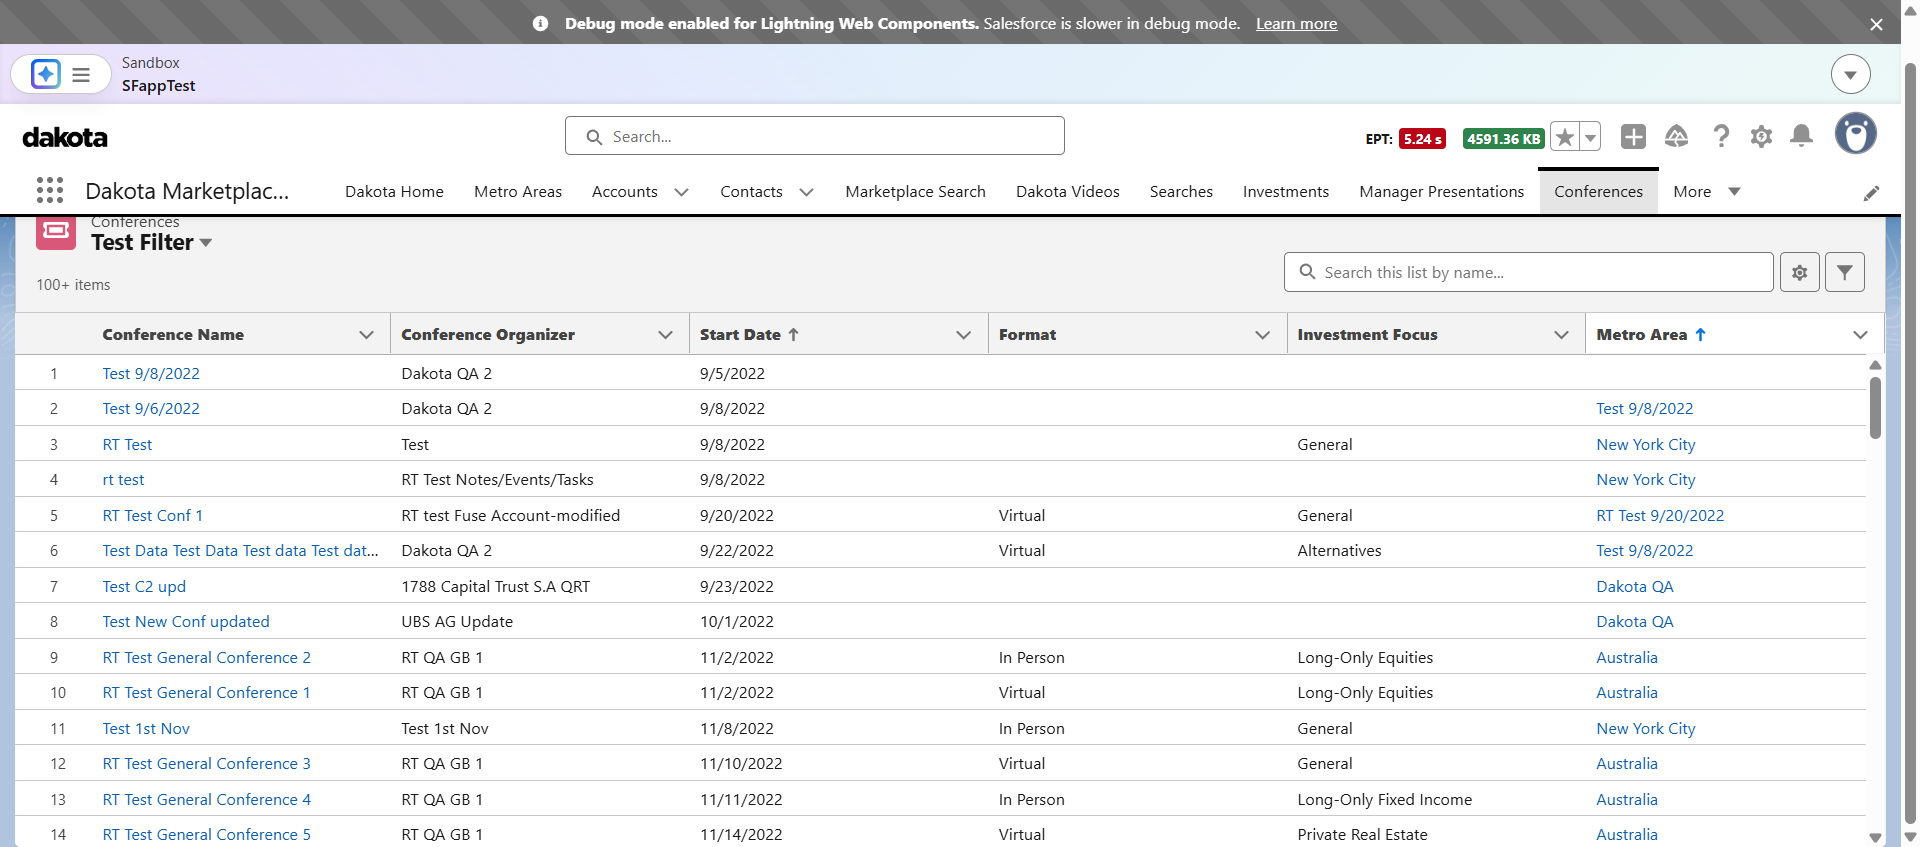 Debug mode enabled for Lightning Web Components. Salesforce is slower in debug mode. Learn more
Sandbox
SFappTest
dakota
Search...
EPT: 5.24 s 4591.36 KB
Dakota Marketplac... Dakota Home Metro Areas Accounts Contacts Marketplace Search Dakota Videos Searches Investments Manager Presentations Conferences More
Conferences
Test Filter
Search this list by name...
100+ items
Conference Name Conference Organizer Start Date Format Investment Focus Metro Area
1 Test 9/8/2022 Dakota QA 2 9/5/2022
2 Test 9/6/2022 Dakota QA 2 9/8/2022 Test 9/8/2022
3 RT Test Test 9/8/2022 General New York City
4 rt test RT Test Notes/Events/Tasks 9/8/2022 New York City
5 RT Test Conf 1 RT test Fuse Account-modified 9/20/2022 Virtual General RT Test 9/20/2022
6 Test Data Test Data Test data Test dat... Dakota QA 2 9/22/2022 Virtual Alternatives Test 9/8/2022
7 Test C2 upd 1788 Capital Trust S.A QRT 9/23/2022 Dakota QA
8 Test New Conf updated UBS AG Update 10/1/2022 Dakota QA
9 RT Test General Conference 2 RT QA GB 1 11/2/2022 In Person Long-Only Equities Australia
10 RT Test General Conference 1 RT QA GB 1 11/2/2022 Virtual Long-Only Equities Australia
11 Test 1st Nov Test 1st Nov 11/8/2022 In Person General New York City
12 RT Test General Conference 3 RT QA GB 1 11/10/2022 Virtual General Australia
13 RT Test General Conference 4 RT QA GB 1 11/11/2022 In Person Long-Only Fixed Income Australia
14 RT Test General Conference 5 RT QA GB 1 11/14/2022 Virtual Private Real Estate Australia